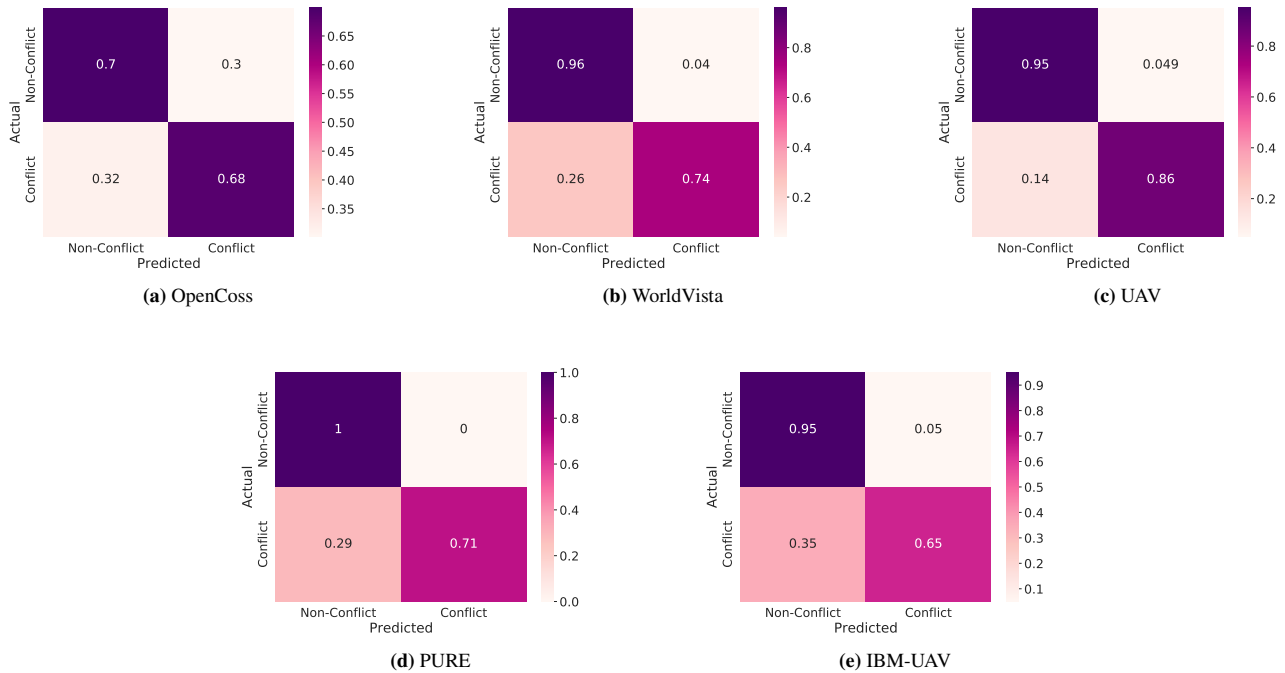 Actual
Non-Conflict
Conflict
0.7 0.3
0.32 0.68
Non-Conflict Conflict
Predicted
0.65
0.60
0.55
0.50
0.45
0.40
0.35
(a) OpenCoss
Actual
Non-Conflict
Conflict
0.96 0.04
0.26 0.74
Non-Conflict Conflict
Predicted
0.8
0.6
0.4
0.2
(b) WorldVista
Actual
Non-Conflict
Conflict
0.95 0.049
0.14 0.86
Non-Conflict Conflict
Predicted
0.8
0.6
0.4
0.2
(c) UAV
Actual
Non-Conflict
Conflict
1 0
0.29 0.71
Non-Conflict Conflict
Predicted
1.0
0.8
0.6
0.4
0.2
0.0
(d) PURE
Actual
Non-Conflict
Conflict
0.95 0.05
0.35 0.65
Non-Conflict Conflict
Predicted
0.9
0.8
0.7
0.6
0.5
0.4
0.3
0.2
0.1
(e) IBM-UAV